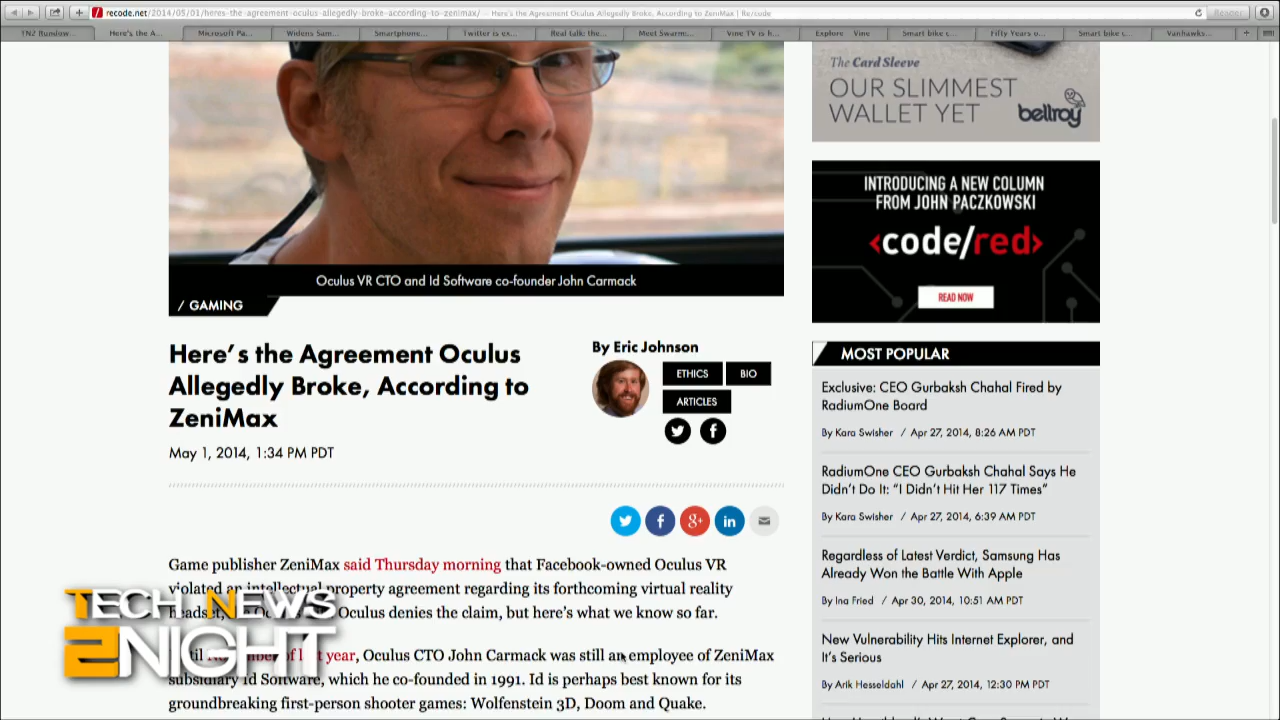 recode.net/2014/05/01/heres-the-agreement-oculus-allegedly-broke-according-to-zenimax/ — Here's the Agreement Oculus Allegedly Broke, According to ZeniMax | Re/code
Reader
TN2 Rundow...
Here's the A...
Microsoft Pa...
Widens Sam...
Smartphone...
Twitter is ex...
Real talk: the...
Meet Swarm:...
Vine TV is h...
Explore Vine
Smart bike c...
Fifty Years o...
Smart bike c...
Vanhawks...
The Card Sleeve
OUR SLIMMEST
WALLET YET
bellroy
INTRODUCING A NEW COLUMN
FROM JOHN PACZKOWSKI
<code/red>
READ NOW
Oculus VR CTO and Id Software co-founder John Carmack
/ GAMING
Here's the Agreement Oculus
Allegedly Broke, According to
ZeniMax
May 1, 2014, 1:34 PM PDT
By Eric Johnson
ETHICS
BIO
ARTICLES
Game publisher ZeniMax said Thursday morning that Facebook-owned Oculus VR
violated an intellectual property agreement regarding its forthcoming virtual reality
headset, Oculus denies the claim, but here's what we know so far.
of last year, Oculus CTO John Carmack was still an employee of ZeniMax
subsidiary Id Software, which he co-founded in 1991. Id is perhaps best known for its
groundbreaking first-person shooter games: Wolfenstein 3D, Doom and Quake.
TECH NEWS
2NIGHT
MOST POPULAR
Exclusive: CEO Gurbaksh Chahal Fired by
RadiumOne Board
By Kara Swisher / Apr 27, 2014, 8:26 AM PDT
RadiumOne CEO Gurbaksh Chahal Says He
Didn't Do It: “I Didn't Hit Her 117 Times”
By Kara Swisher / Apr 27, 2014, 6:39 AM PDT
Regardless of Latest Verdict, Samsung Has
Already Won the Battle With Apple
By Ina Fried / Apr 30, 2014, 10:51 AM PDT
New Vulnerability Hits Internet Explorer, and
It's Serious
By Arik Hesseldahl / Apr 27, 2014, 12:30 PM PDT